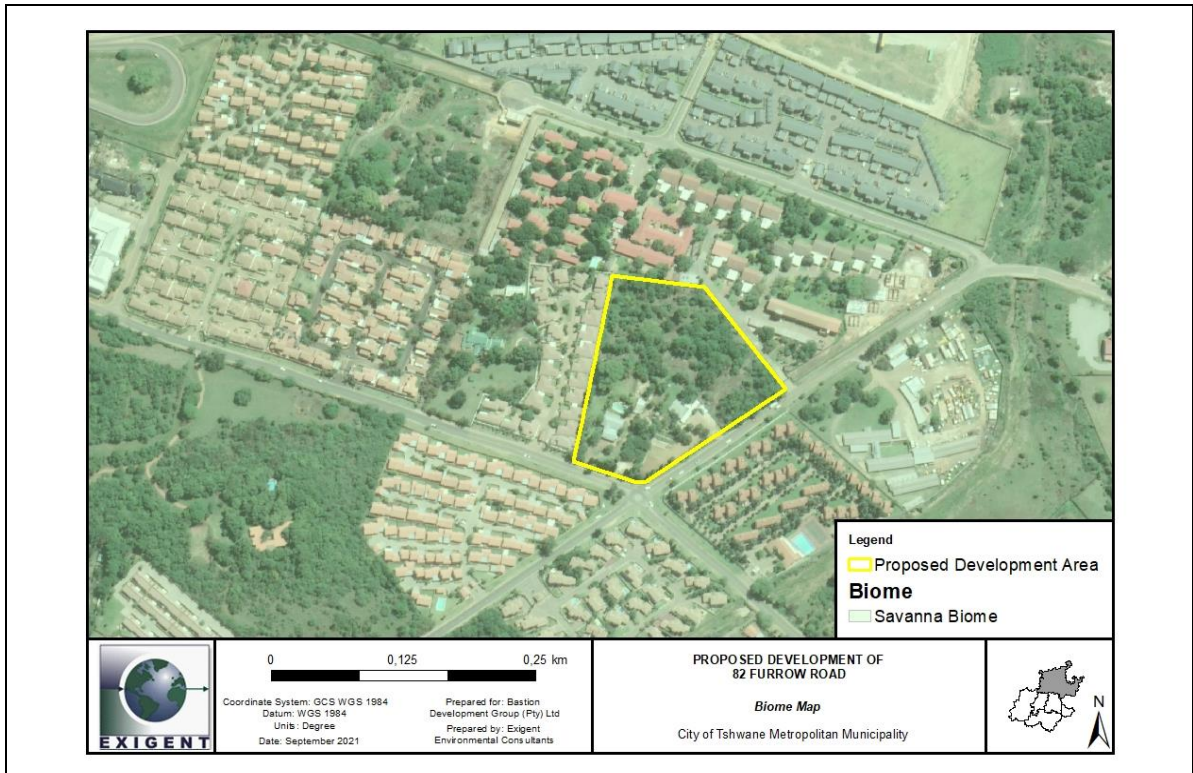 Legend
Proposed Development Area
Biome
Savanna Biome
EXIGENT
0 0,125 0,25 km
Coordinate System: GCS WGS 1984
Datum: WGS 1984
Units: Degree
Date: September 2021
Prepared for: Bastion
Development Group (Pty) Ltd
Prepared by: Exigent
Environmental Consultants
PROPOSED DEVELOPMENT OF
82 FURROW ROAD
Biome Map
City of Tshwane Metropolitan Municipality
N